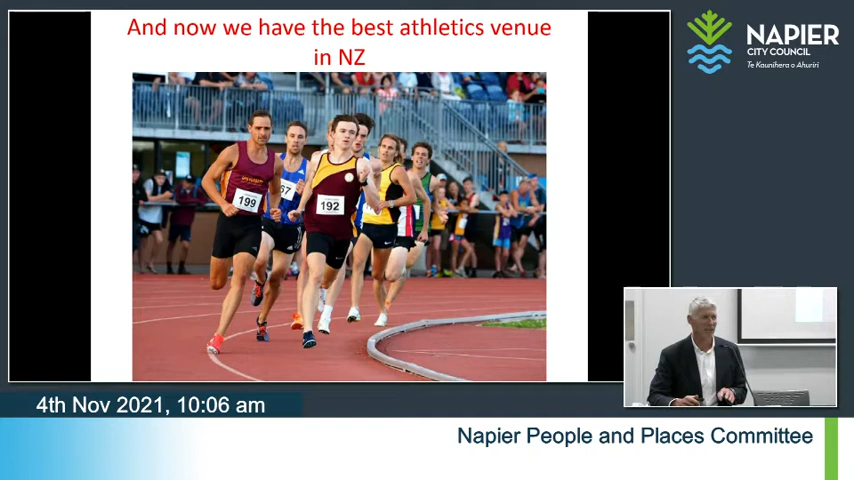 And now we have the best athletics venue
in NZ
NAPIER
CITY COUNCIL
Te Kaunihera o Ahuriri
199
67
192
4th Nov 2021, 10:06 am
Napier People and Places Committee